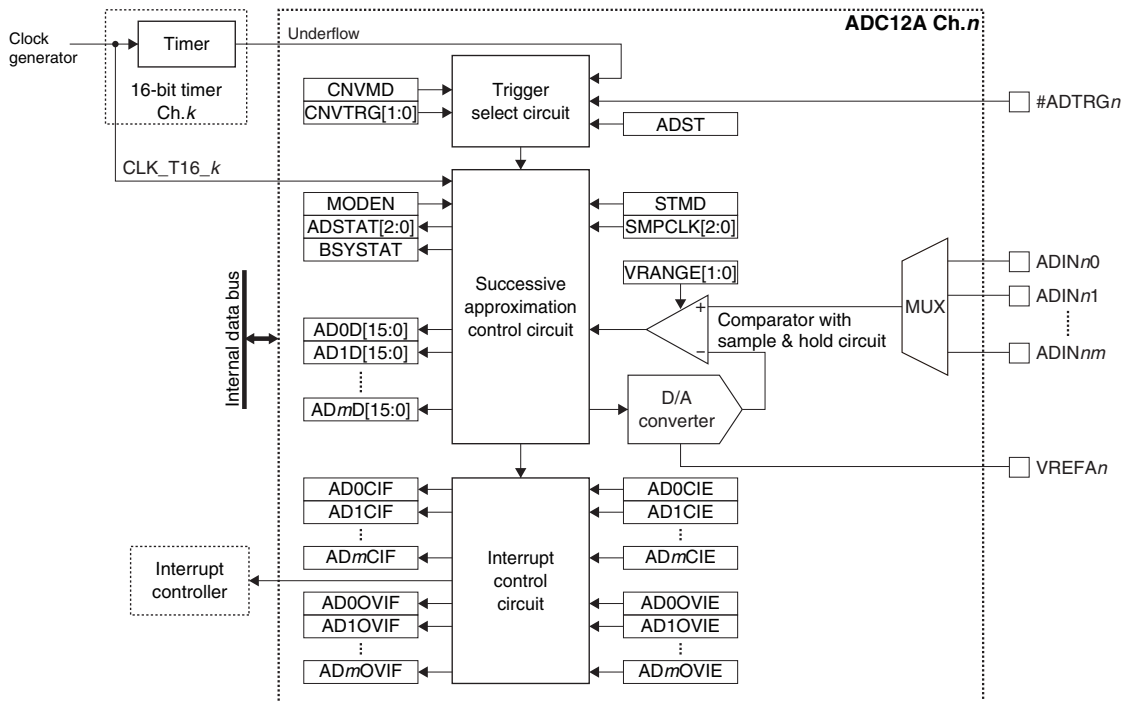 ADC12A Ch.n
Clock
generator
Timer
16-bit timer
Ch.k
Underflow
CLK_T16_k
CNVMD
CNVTRG[1:0]
Trigger
select circuit
ADST
#ADTRGn
MODEN
ADSTAT[2:0]
BSYSTAT
STMD
SMPCLK[2:0]
Successive
approximation
control circuit
VRANGE[1:0]
+
–
Comparator with
sample & hold circuit
MUX
ADINn0
ADINn1
ADINnm
Internal data bus
AD0D[15:0]
AD1D[15:0]
ADmD[15:0]
D/A
converter
VREFAn
AD0CIF
AD1CIF
ADmCIF
AD0CIE
AD1CIE
ADmCIE
Interrupt
control
circuit
Interrupt
controller
AD0OVIF
AD1OVIF
ADmOVIF
AD0OVIE
AD1OVIE
ADmOVIE